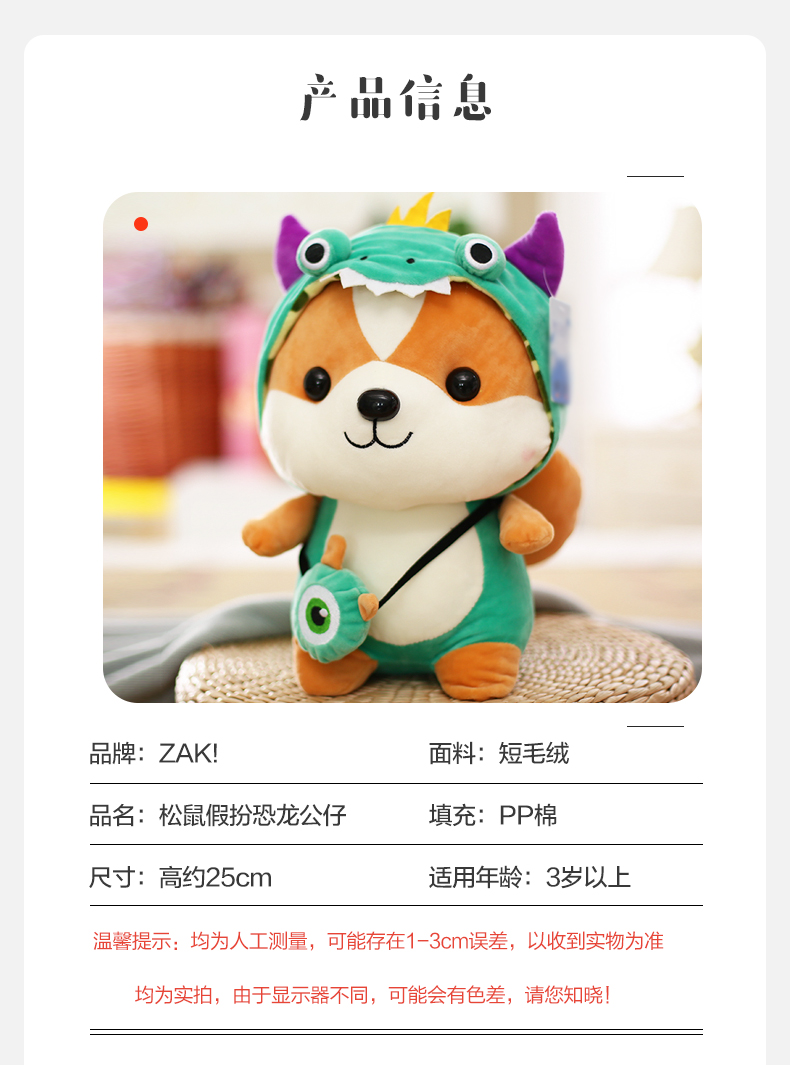 产品信息
品牌：ZAK!
面料：短毛绒
品名：松鼠假扮恐龙公仔
填充：PP棉
尺寸：高约25cm
适用年龄：3岁以上
温馨提示：均为人工测量，可能存在1-3cm误差，以收到实物为准
均为实拍，由于显示器不同，可能会有色差，请您知晓！